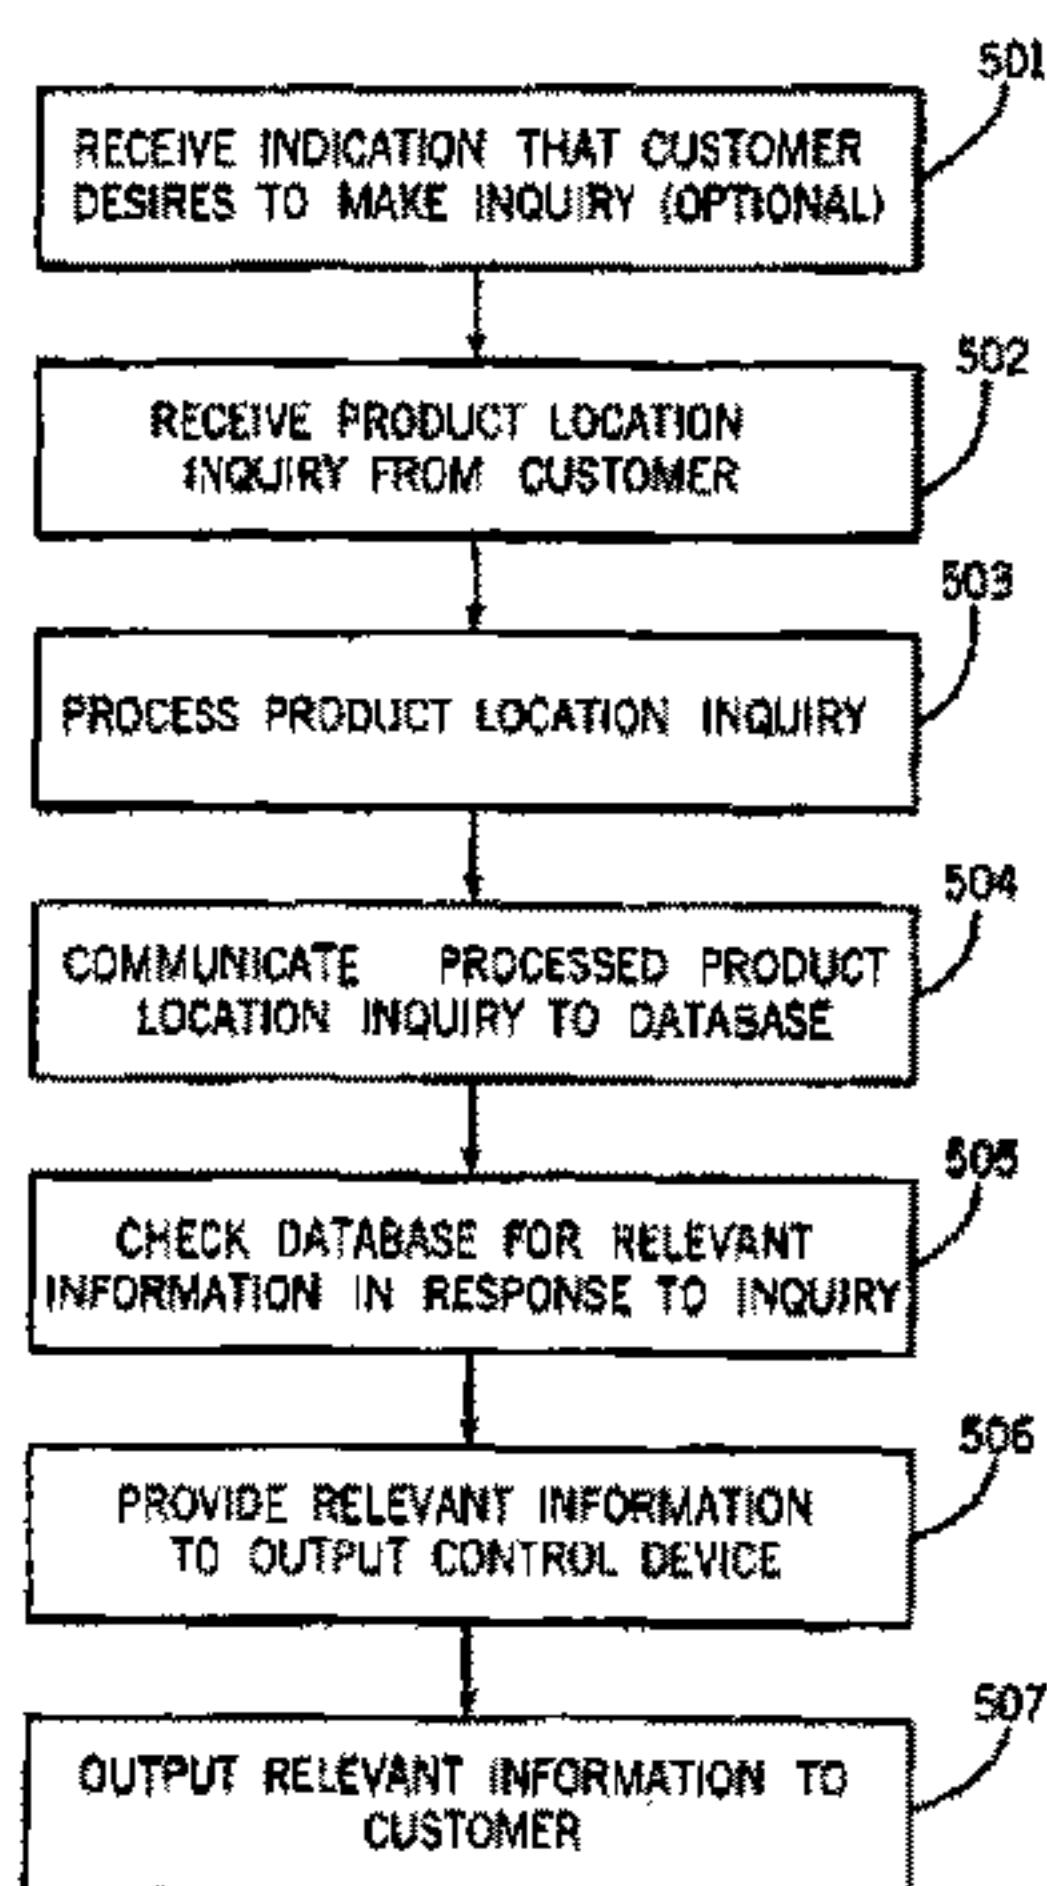 501
RECEIVE INDICATION THAT CUSTOMER
DESIRES TO MAKE INQUIRY (OPTIONAL)
502
RECEIVE PRODUCT LOCATION
INQUIRY FROM CUSTOMER
503
PROCESS PRODUCT LOCATION INQUIRY
504
COMMUNICATE PROCESSED PRODUCT
LOCATION INQUIRY TO DATABASE
505
CHECK DATABASE FOR RELEVANT
INFORMATION IN RESPONSE TO INQUIRY
506
PROVIDE RELEVANT INFORMATION
TO OUTPUT CONTROL DEVICE
507
OUTPUT RELEVANT INFORMATION TO
CUSTOMER